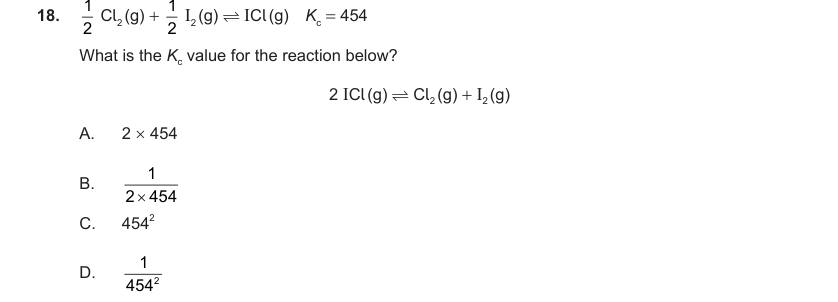 18. 1/2 Cl₂(g) + 1/2 I₂(g) ⇌ ICl(g) K꜀ = 454
What is the K꜀ value for the reaction below?
2 ICl(g) ⇌ Cl₂(g) + I₂(g)
A. 2 × 454
B. 1/(2 × 454)
C. 454²
D. 1/454²